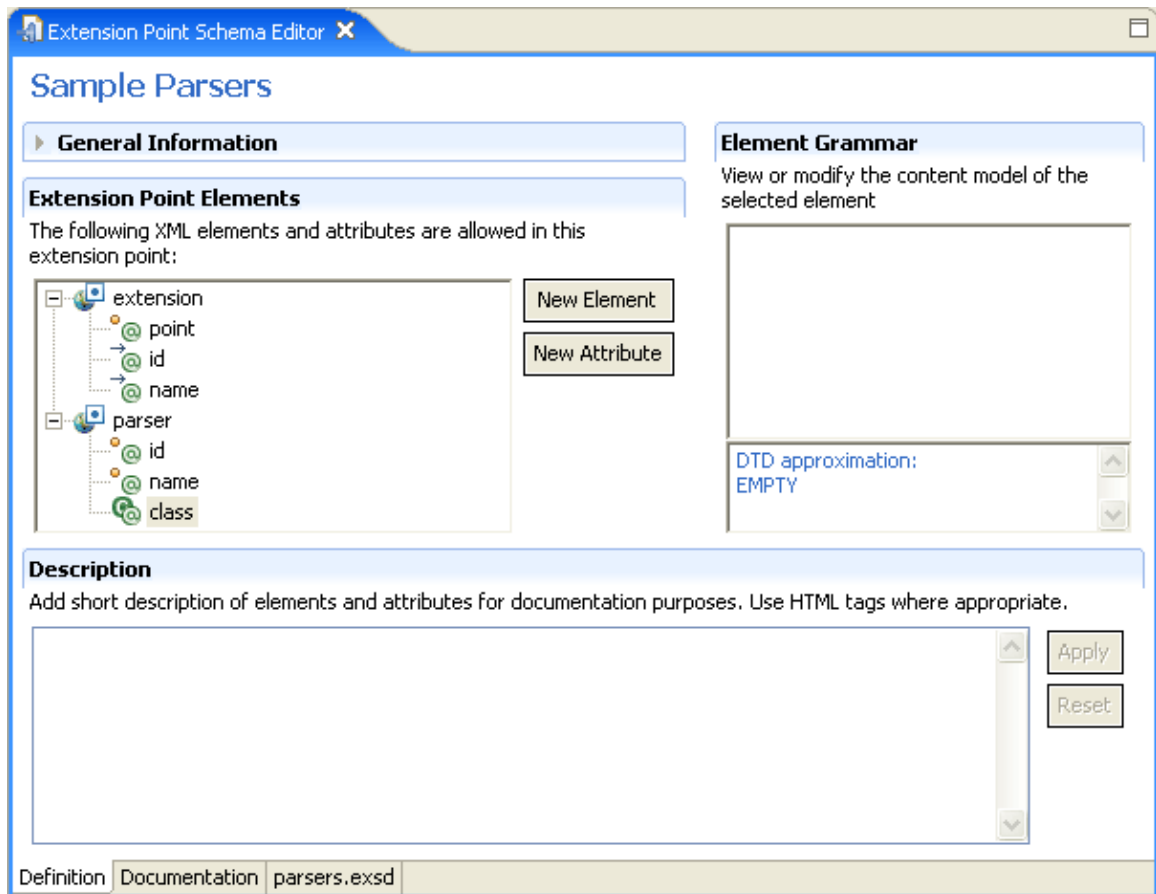 Extension Point Schema Editor
Sample Parsers
General Information
Extension Point Elements
The following XML elements and attributes are allowed in this
extension point:
extension
point
id
name
parser
id
name
class
New Element
New Attribute
Element Grammar
View or modify the content model of the
selected element
DTD approximation:
EMPTY
Description
Add short description of elements and attributes for documentation purposes. Use HTML tags where appropriate.
Apply
Reset
Definition
Documentation
parsers.exsd